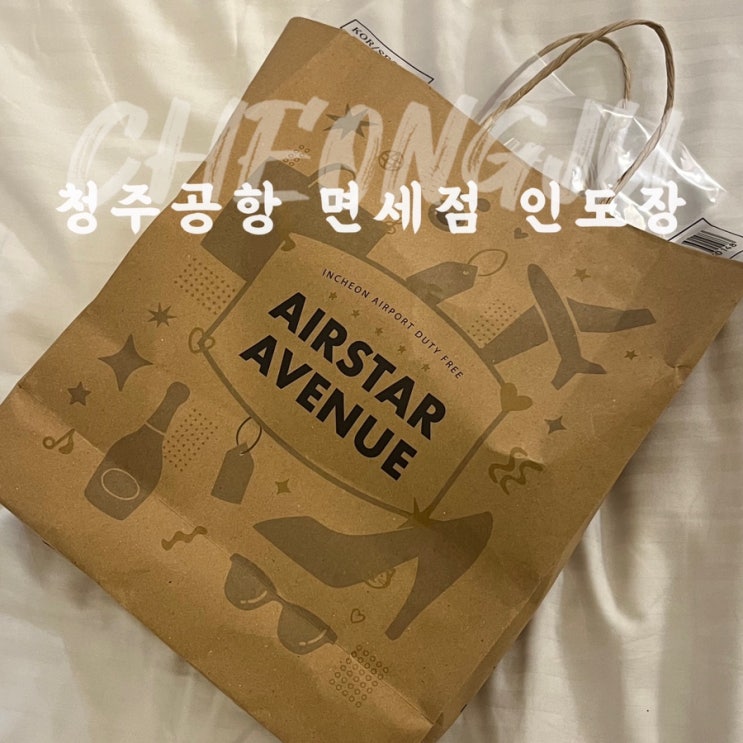 CHEONGJU
청주공항 면세점 인도장
INCHEON AIRPORT DUTY FREE
AIRSTAR
AVENUE